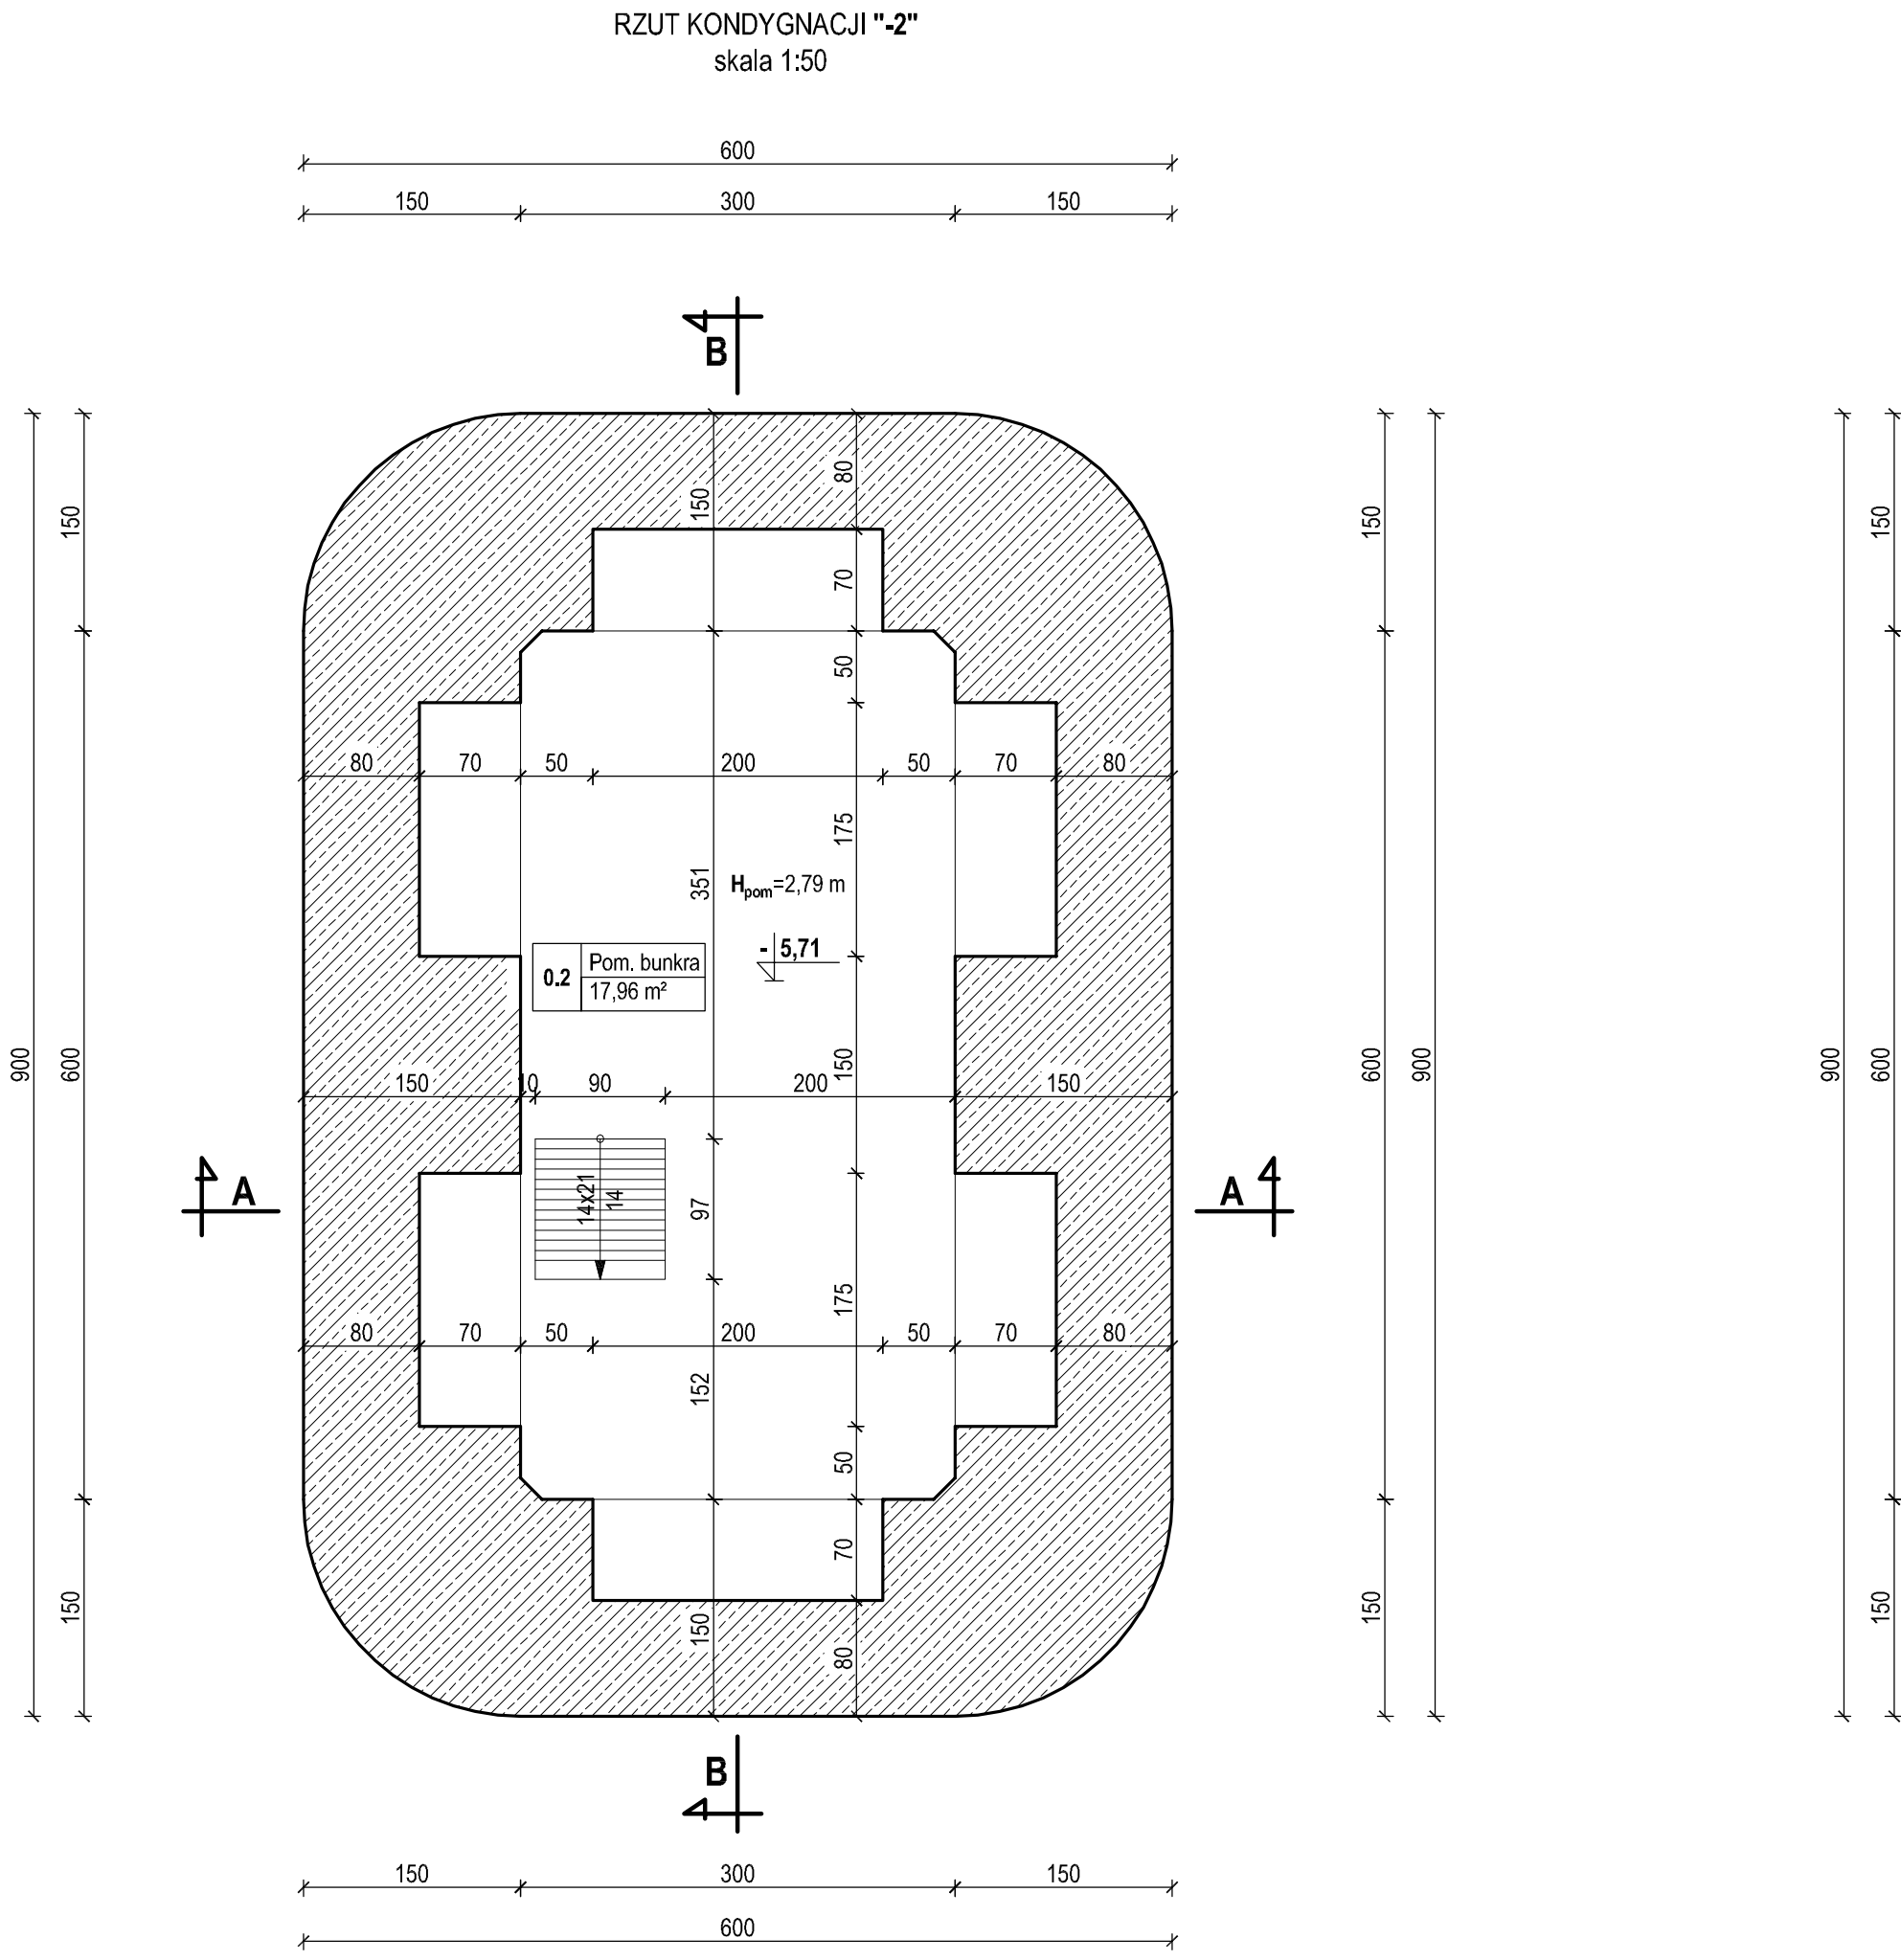 RZUT KONDYGNACJI "-2"
skala 1:50
600
150 300 150
B
150 80
150 150 150
70
50
80 70 50 200 50 70 80
175
351
Hpom=2,79 m
- 5,71
0.2 Pom. bunkra
17,96 m²
900 600 150 600 900 900 600
150 10 90 200 150
A 14x21 14 97 A
175
80 70 50 200 50 70 80
152
50
70
150 150 150 150
80
B
150 300 150
600